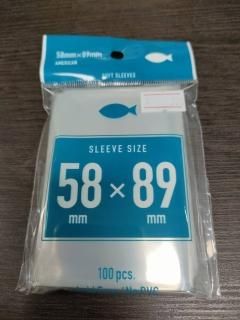 58mm×89mm
AMERICAN
SOFT SLEEVES
SLEEVE SIZE
58 × 89
mm mm
100 pcs.